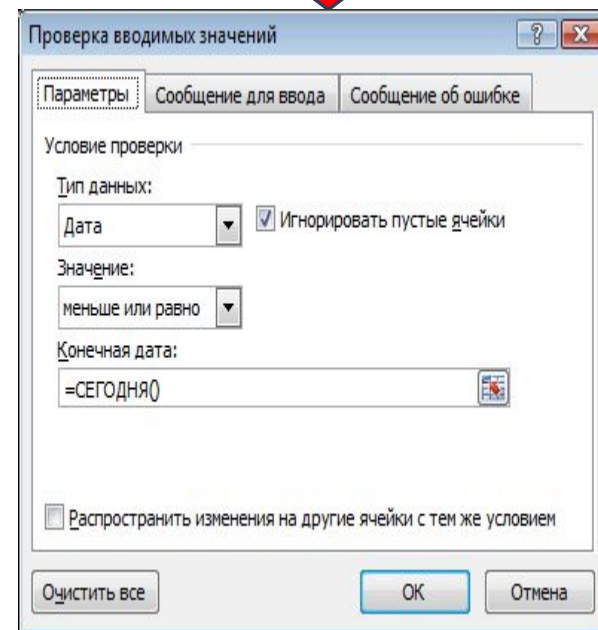 Проверка вводимых значений
Параметры Сообщение для ввода Сообщение об ошибке
Условие проверки
Тип данных:
Дата Игнорировать пустые ячейки
Значение:
меньше или равно
Конечная дата:
=СЕГОДНЯ()
Распространить изменения на другие ячейки с тем же условием
Очистить все ОК Отмена